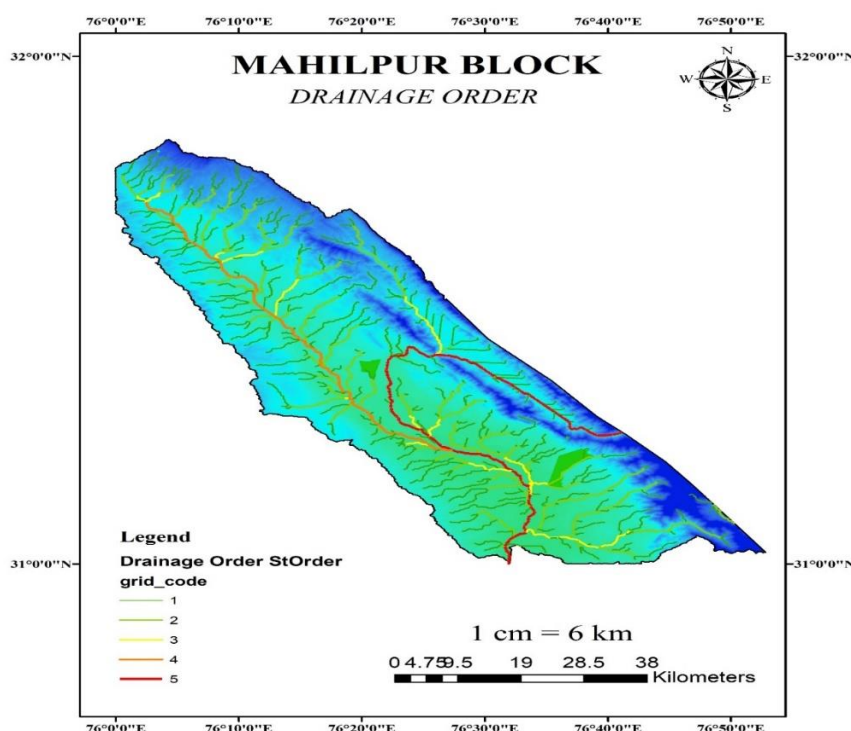 76°0'0"E 76°10'0"E 76°20'0"E 76°30'0"E 76°40'0"E 76°50'0"E
32°0'0"N 32°0'0"N
MAHILPUR BLOCK
DRAINAGE ORDER
N
W E
S
31°0'0"N 31°0'0"N
Legend
Drainage Order StOrder
grid_code
1
2
3
4
5
1 cm = 6 km
0 4.75 9.5 19 28.5 38
Kilometers
76°0'0"E 76°10'0"E 76°20'0"E 76°30'0"E 76°40'0"E 76°50'0"E